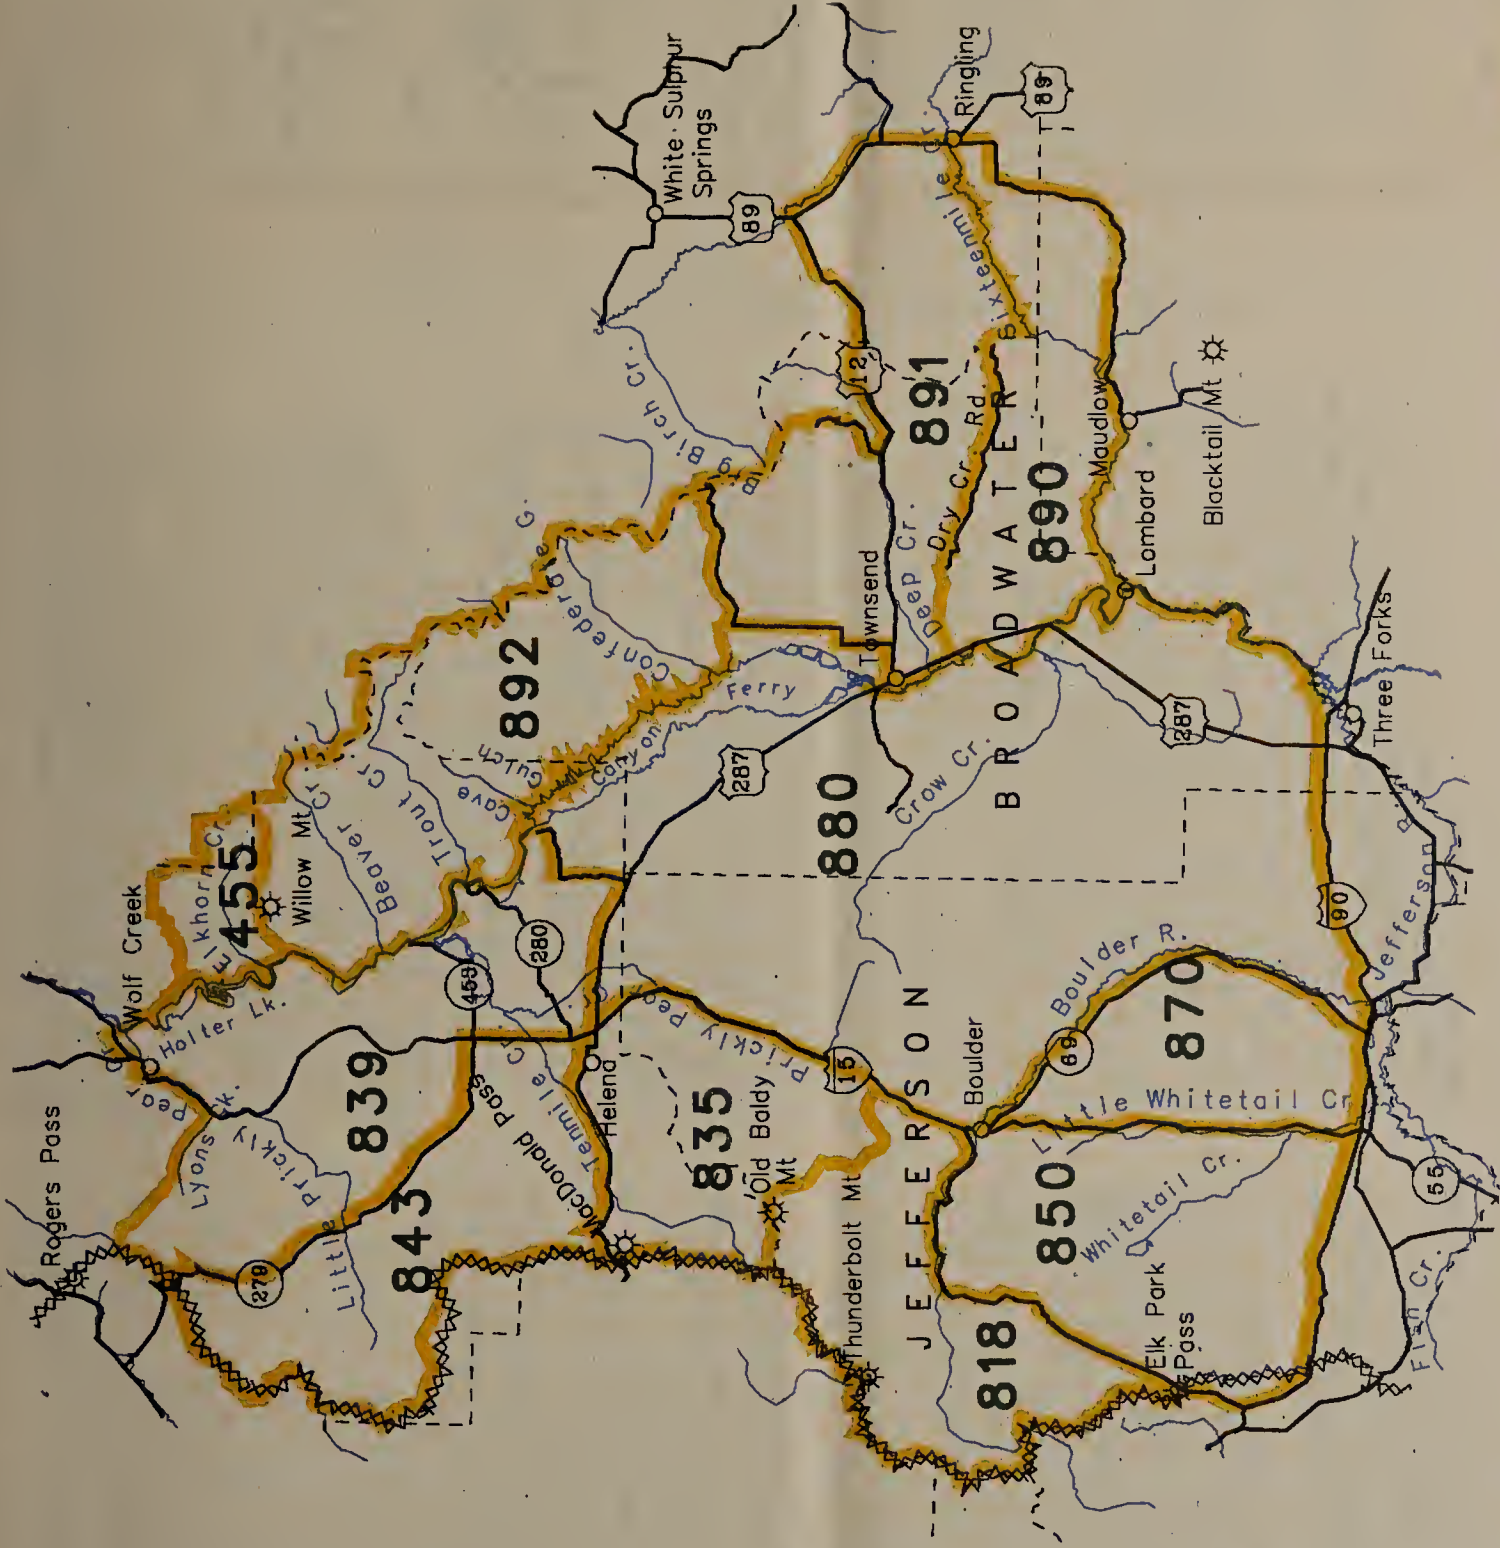 Rogers Pass
Wolf Creek
Holter Lk.
Elkhorn Cr.
455
Willow Mt.
Beaver Cr.
Trout Cr.
Cave
Gulch
892
Confederate G.
Big Birch Cr.
White Sulphur
Springs
89
Ringling
89
Sixteenmile Cr.
12
891
Dry Cr. Rd.
890
Maudlow
Lombard
Blacktail Mt
BROADWATER
Deep Cr.
Townsend
Canyon
Ferry
287
880
Crow Cr.
287
Three Forks
Jefferson R.
90
Boulder R.
870
69
Boulder
Little Whitetail Cr.
Whitetail Cr.
850
55
Fish Cr.
Elk Park
Pass
818
JEFFERSON
Thunderbolt Mt
Old Baldy
Mt
835
15
Prickly Pear Cr.
Helena
Tenmile Cr.
MacDonald Pass
280
453
839
843
279
Little Prickly
Pear Cr.
Lyons Ck.